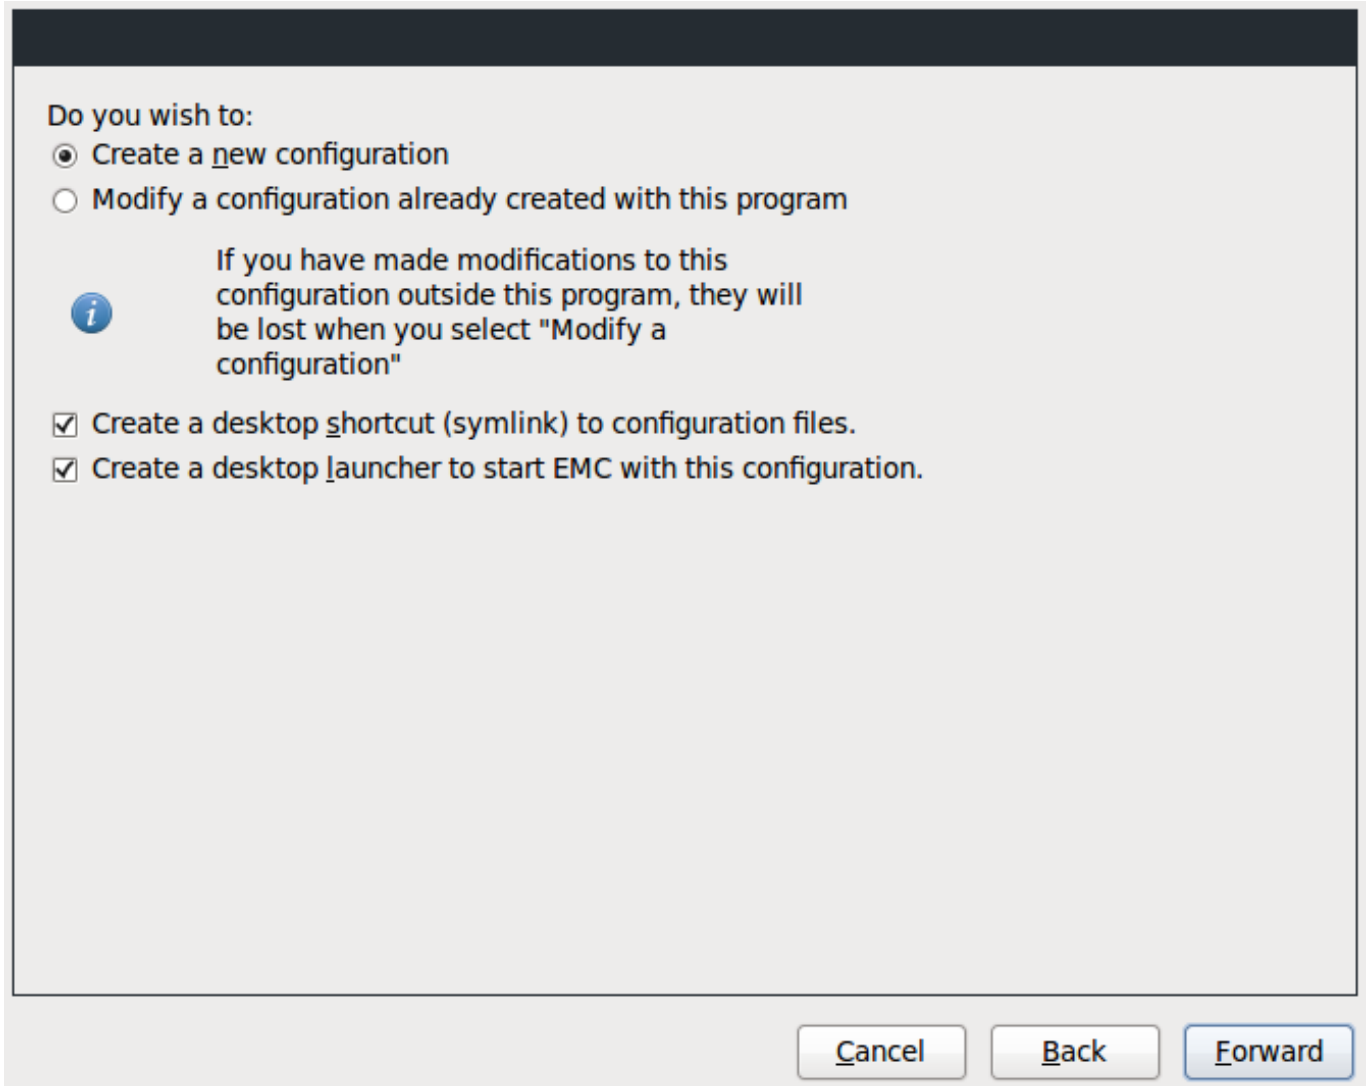 Do you wish to:
Create a new configuration
Modify a configuration already created with this program
If you have made modifications to this
configuration outside this program, they will
be lost when you select "Modify a
configuration"
Create a desktop shortcut (symlink) to configuration files.
Create a desktop launcher to start EMC with this configuration.
Cancel Back Forward